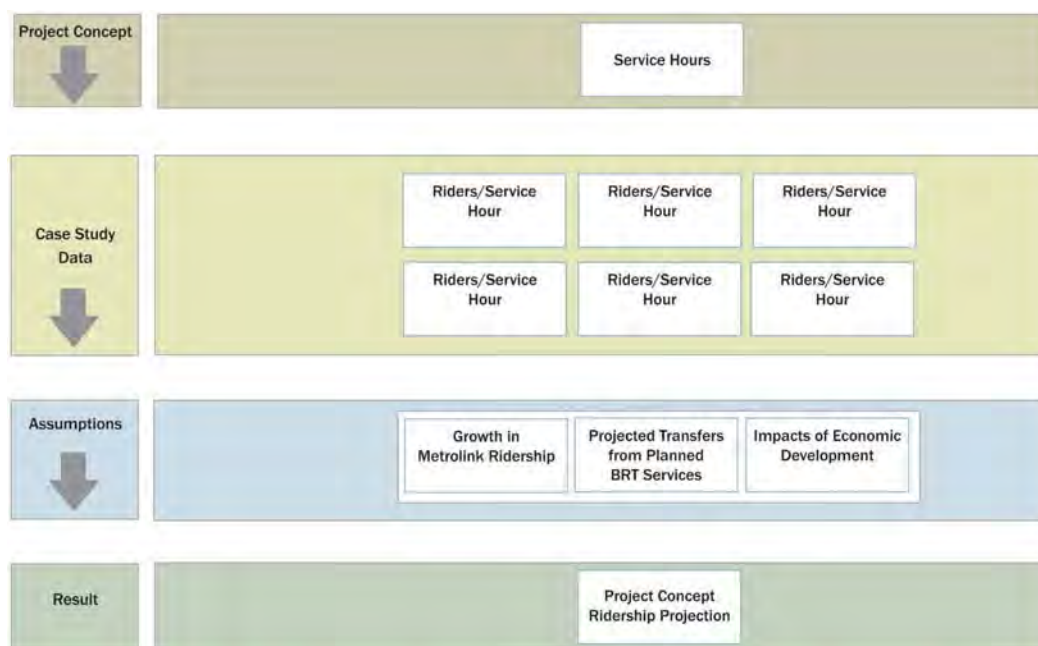 Project Concept
Service Hours
Case Study
Data
Riders/Service
Hour
Riders/Service
Hour
Riders/Service
Hour
Riders/Service
Hour
Riders/Service
Hour
Riders/Service
Hour
Assumptions
Growth in
Metrolink Ridership
Projected Transfers
from Planned
BRT Services
Impacts of Economic
Development
Result
Project Concept
Ridership Projection